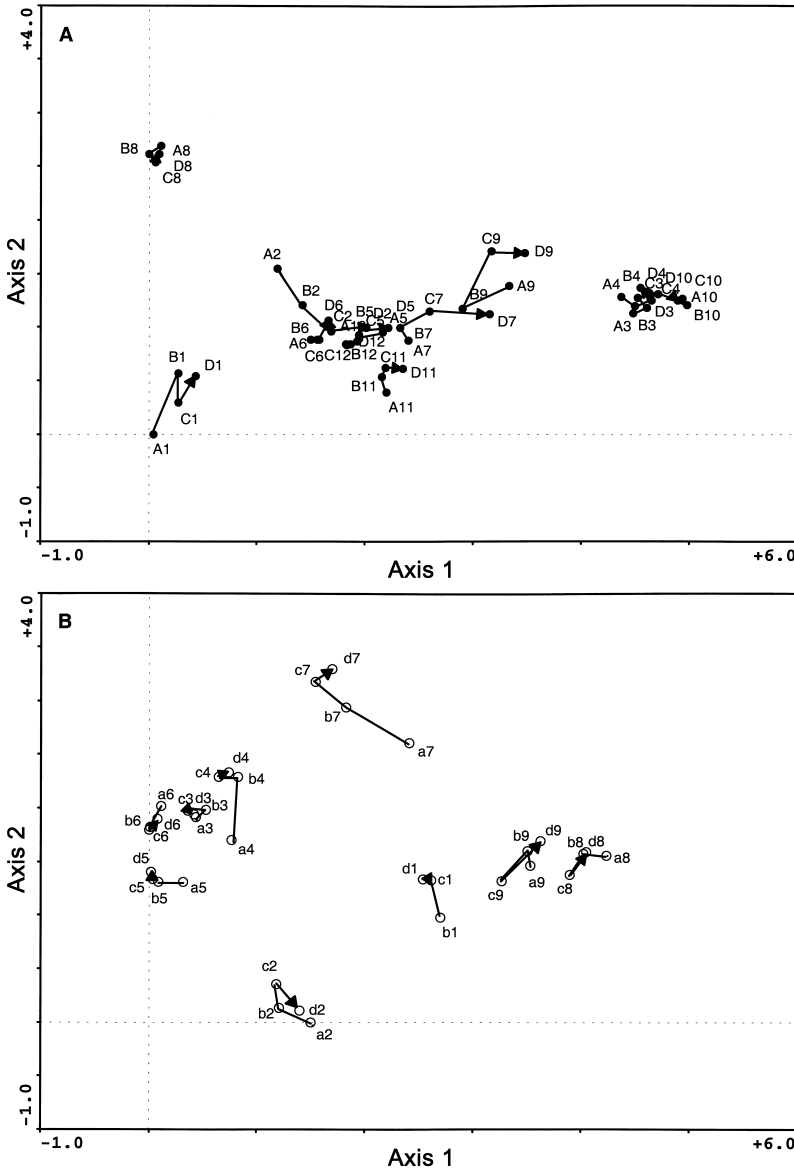 +4.0
A
B8 A8
D8
C8
Axis 2
A2
C9
D9
B2
A9
B9
C7
D7
D6
C2
B6
A6
C6
C12
B12
D12
B5
D2
C5
A5
D5
B7
A7
B4
D4
D10
C10
A4
C3
C4
A10
A3
B3
D3
B10
B1
D1
C1
A1
C11
B11
D11
A11
-1.0
-1.0
+6.0
Axis 1
+4.0
B
c7
d7
b7
a7
c4
d4
b4
a4
a6
c3
d3
b3
b6
d6
a3
c6
d5
c5
a5
b5
Axis 2
b9
d9
b8
d8
a8
d1
c1
c9
a9
c8
b1
c2
b2
d2
a2
-1.0
-1.0
+6.0
Axis 1